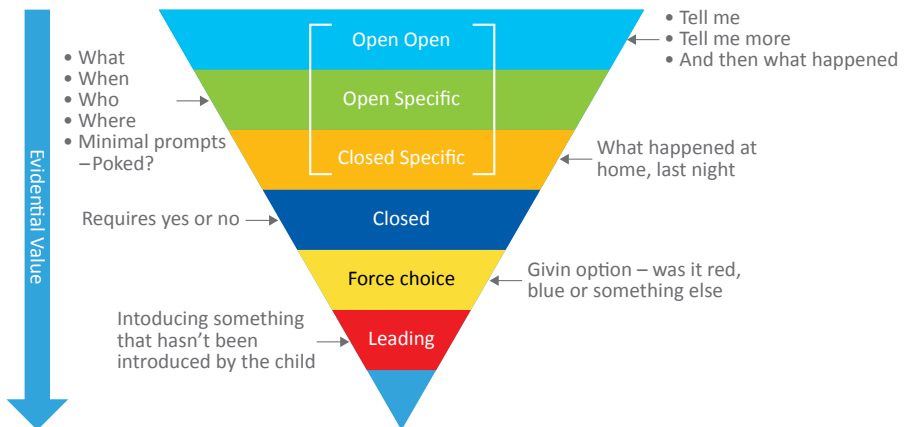 Open Open
• Tell me
• Tell me more
• And then what happened
• What
• When
• Who
• Where
• Minimal prompts
–Poked?
Open Specific
Closed Specific
What happened at
home, last night
Evidential Value
Requires yes or no
Closed
Force choice
Givin option – was it red,
blue or something else
Intoducing something
that hasn't been
introduced by the child
Leading